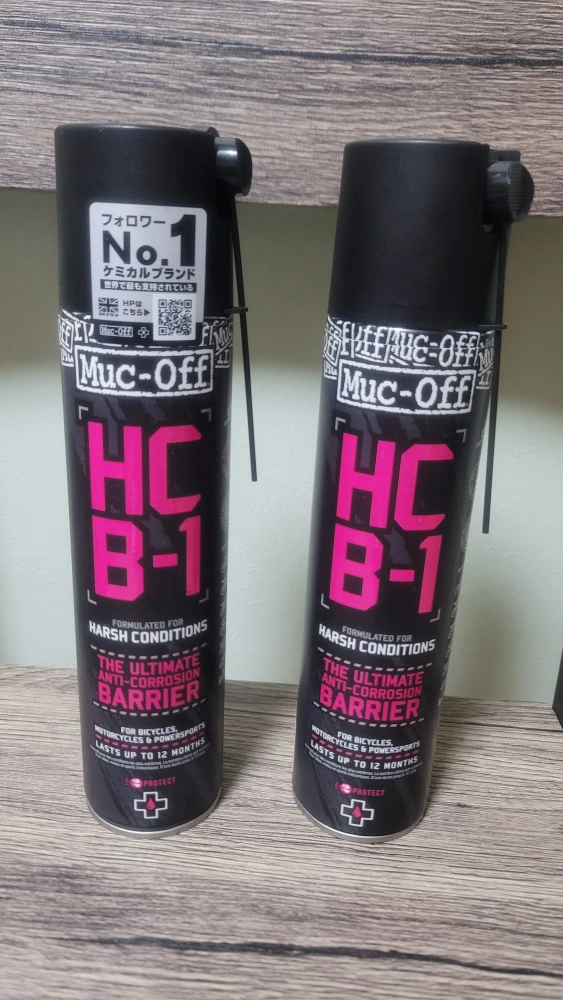 フォロワー
No.1
ケミカルブランド
世界で最も支持されている
HPは
こちら▶
Muc-Off
Muc-Off
HC
B-1
FORMULATED FOR
HARSH CONDITIONS
THE ULTIMATE
ANTI-CORROSION
BARRIER
FOR BICYCLES,
MOTORCYCLES & POWERSPORTS
LASTS UP TO 12 MONTHS
PROTECT
Muc-Off
Muc-Off
HC
B-1
FORMULATED FOR
HARSH CONDITIONS
THE ULTIMATE
ANTI-CORROSION
BARRIER
FOR BICYCLES,
MOTORCYCLES & POWERSPORTS
LASTS UP TO 12 MONTHS
PROTECT